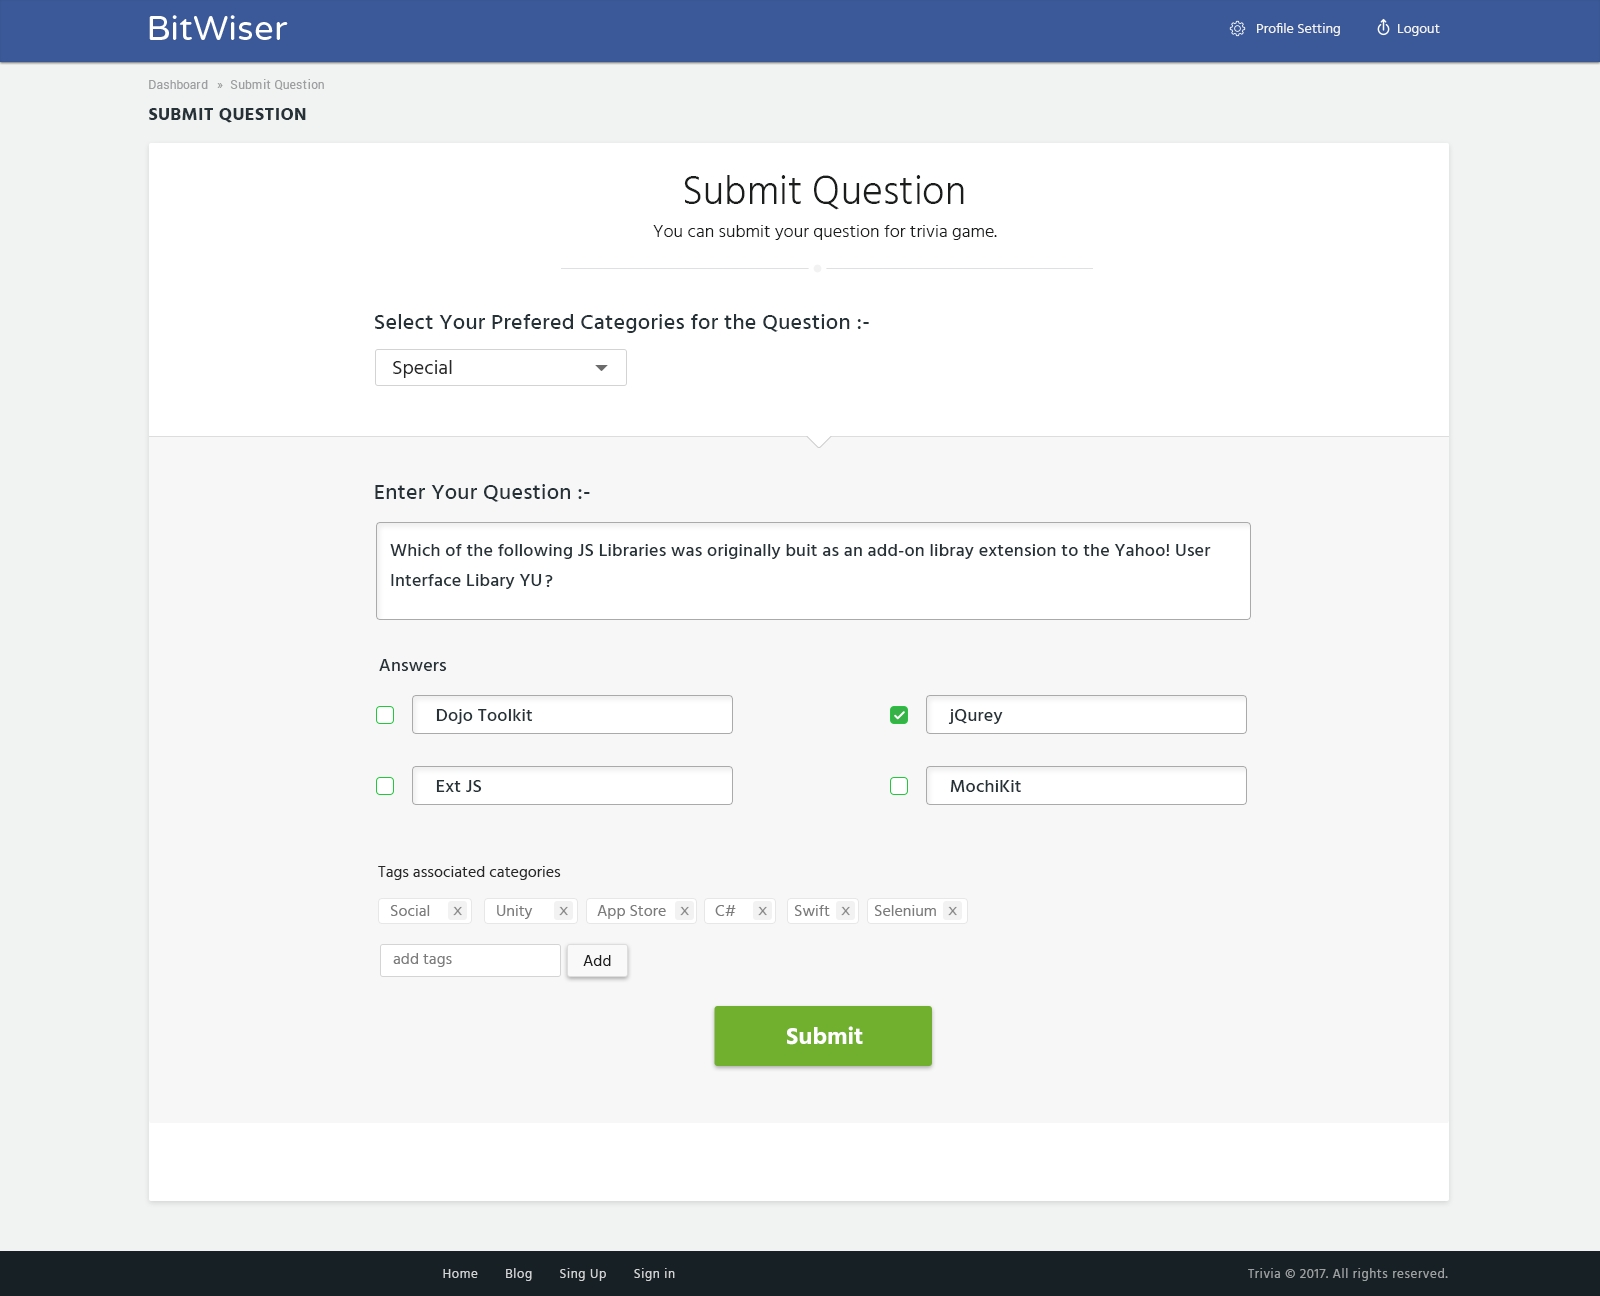 BitWiser
Profile Setting Logout
Dashboard » Submit Question
SUBMIT QUESTION
Submit Question
You can submit your question for trivia game.
Select Your Prefered Categories for the Question :-
Special
Enter Your Question :-
Which of the following JS Libraries was originally buit as an add-on libray extension to the Yahoo! User
Interface Libary YU?
Answers
Dojo Toolkit
jQurey
Ext JS
MochiKit
Tags associated categories
Social x Unity x App Store x C# x Swift x Selenium x
add tags Add
Submit
Home Blog Sing Up Sign in
Trivia © 2017. All rights reserved.